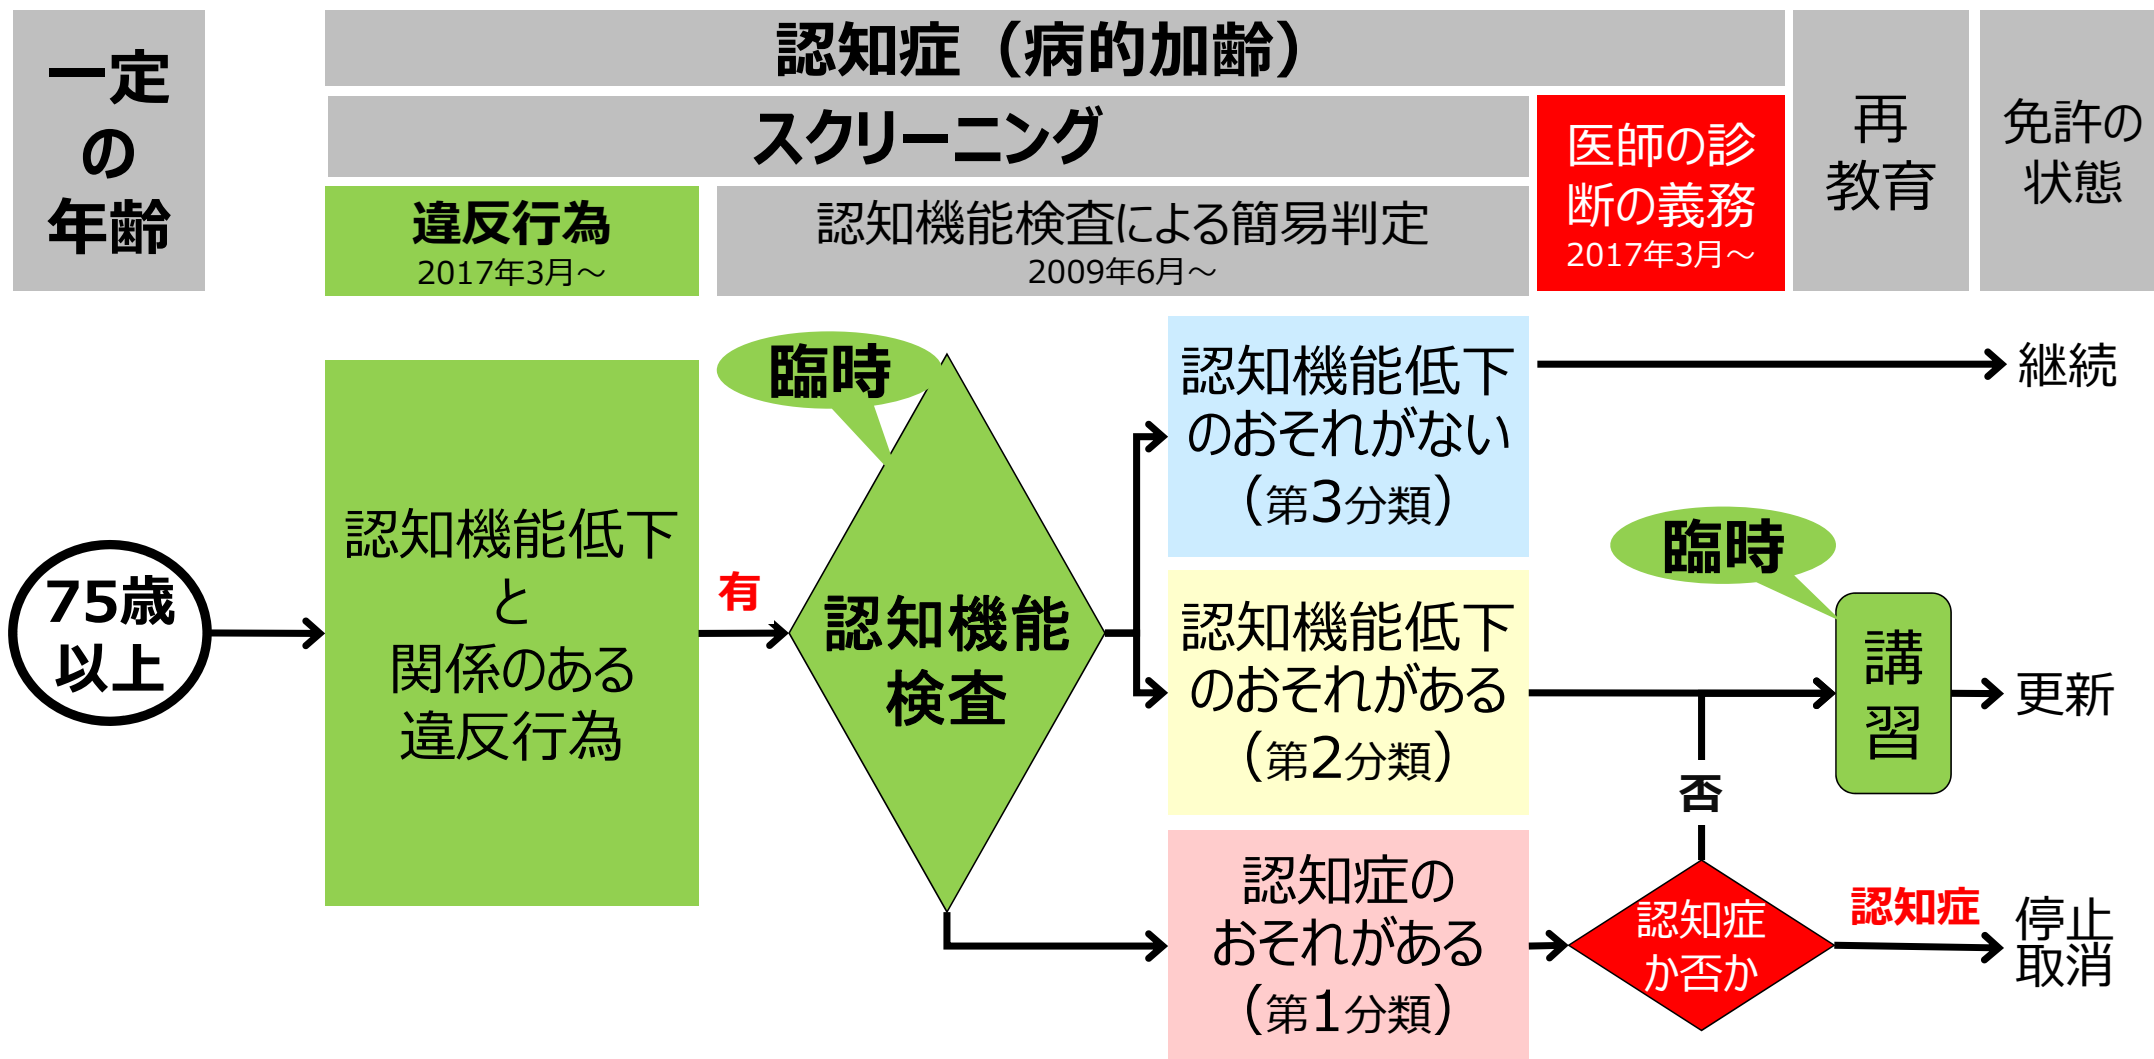 一定
の
年齢
認知症（病的加齢）
スクリーニング
違反行為
2017年3月～
認知機能検査による簡易判定
2009年6月～
医師の診
断の義務
2017年3月～
再
教育
免許の
状態
75歳
以上
認知機能低下
と
関係のある
違反行為
有
臨時
認知機能
検査
認知機能低下
のおそれがない
（第3分類）
継続
認知機能低下
のおそれがある
（第2分類）
臨時
講
習
更新
否
認知症の
おそれがある
（第1分類）
認知症
か否か
認知症
停止
取消